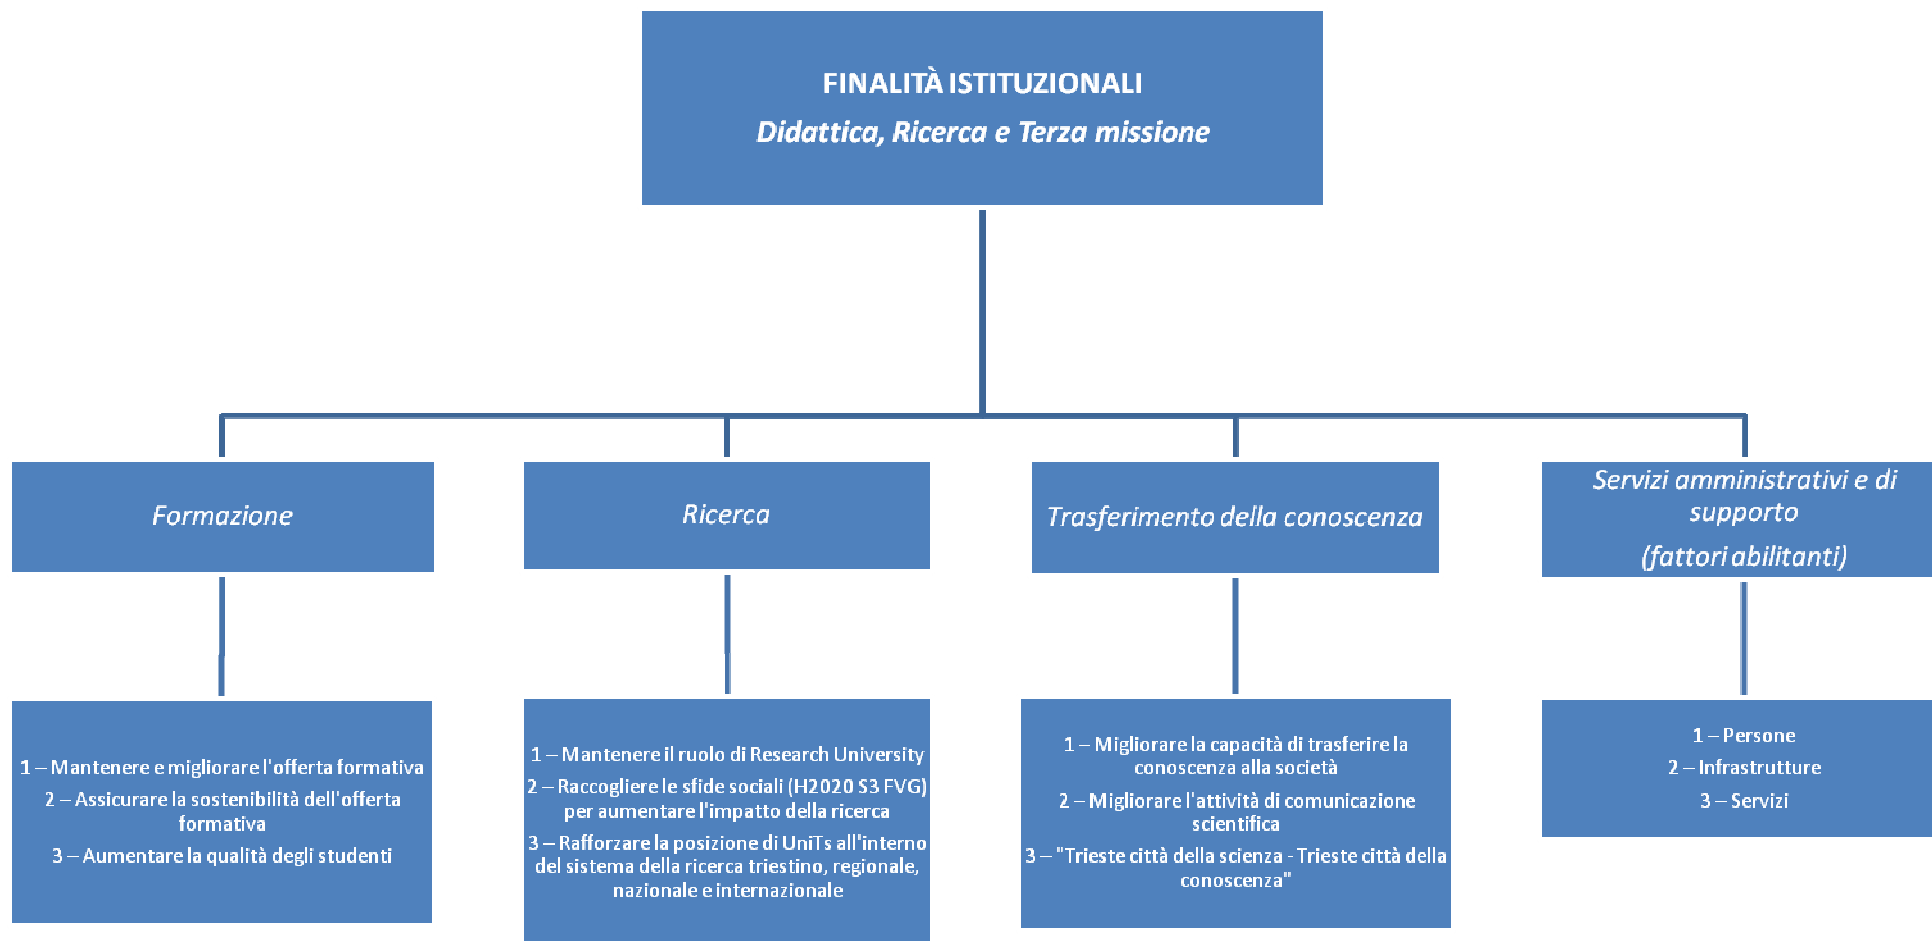 FINALITÀ ISTITUZIONALI
Didattica, Ricerca e Terza missione
Formazione
Ricerca
Trasferimento della conoscenza
Servizi amministrativi e di
supporto
(fattori abilitanti)
1 – Mantenere e migliorare l'offerta formativa
2 – Assicurare la sostenibilità dell'offerta
formativa
3 – Aumentare la qualità degli studenti
1 – Mantenere il ruolo di Research University
2 – Raccogliere le sfide sociali (H2020 S3 FVG)
per aumentare l'impatto della ricerca
3 – Rafforzare la posizione di UniTs all'interno
del sistema della ricerca triestino, regionale,
nazionale e internazionale
1 – Migliorare la capacità di trasferire la
conoscenza alla società
2 – Migliorare l'attività di comunicazione
scientifica
3 – "Trieste città della scienza - Trieste città della
conoscenza"
1 – Persone
2 – Infrastrutture
3 – Servizi